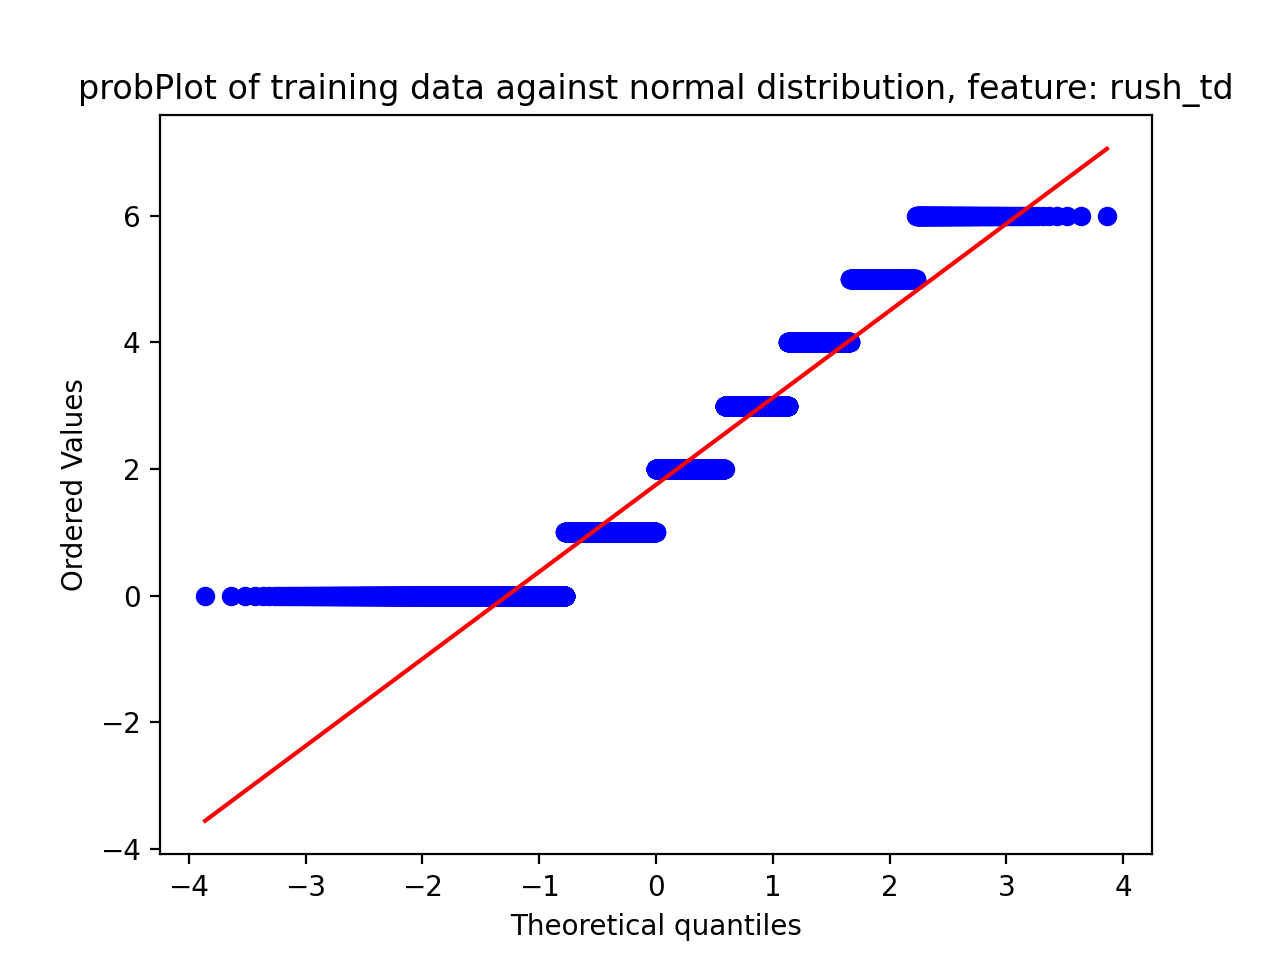 probPlot of training data against normal distribution, feature: rush_td
6
4
2
0
−2
−4
Ordered Values
−4 −3 −2 −1 0 1 2 3 4
Theoretical quantiles